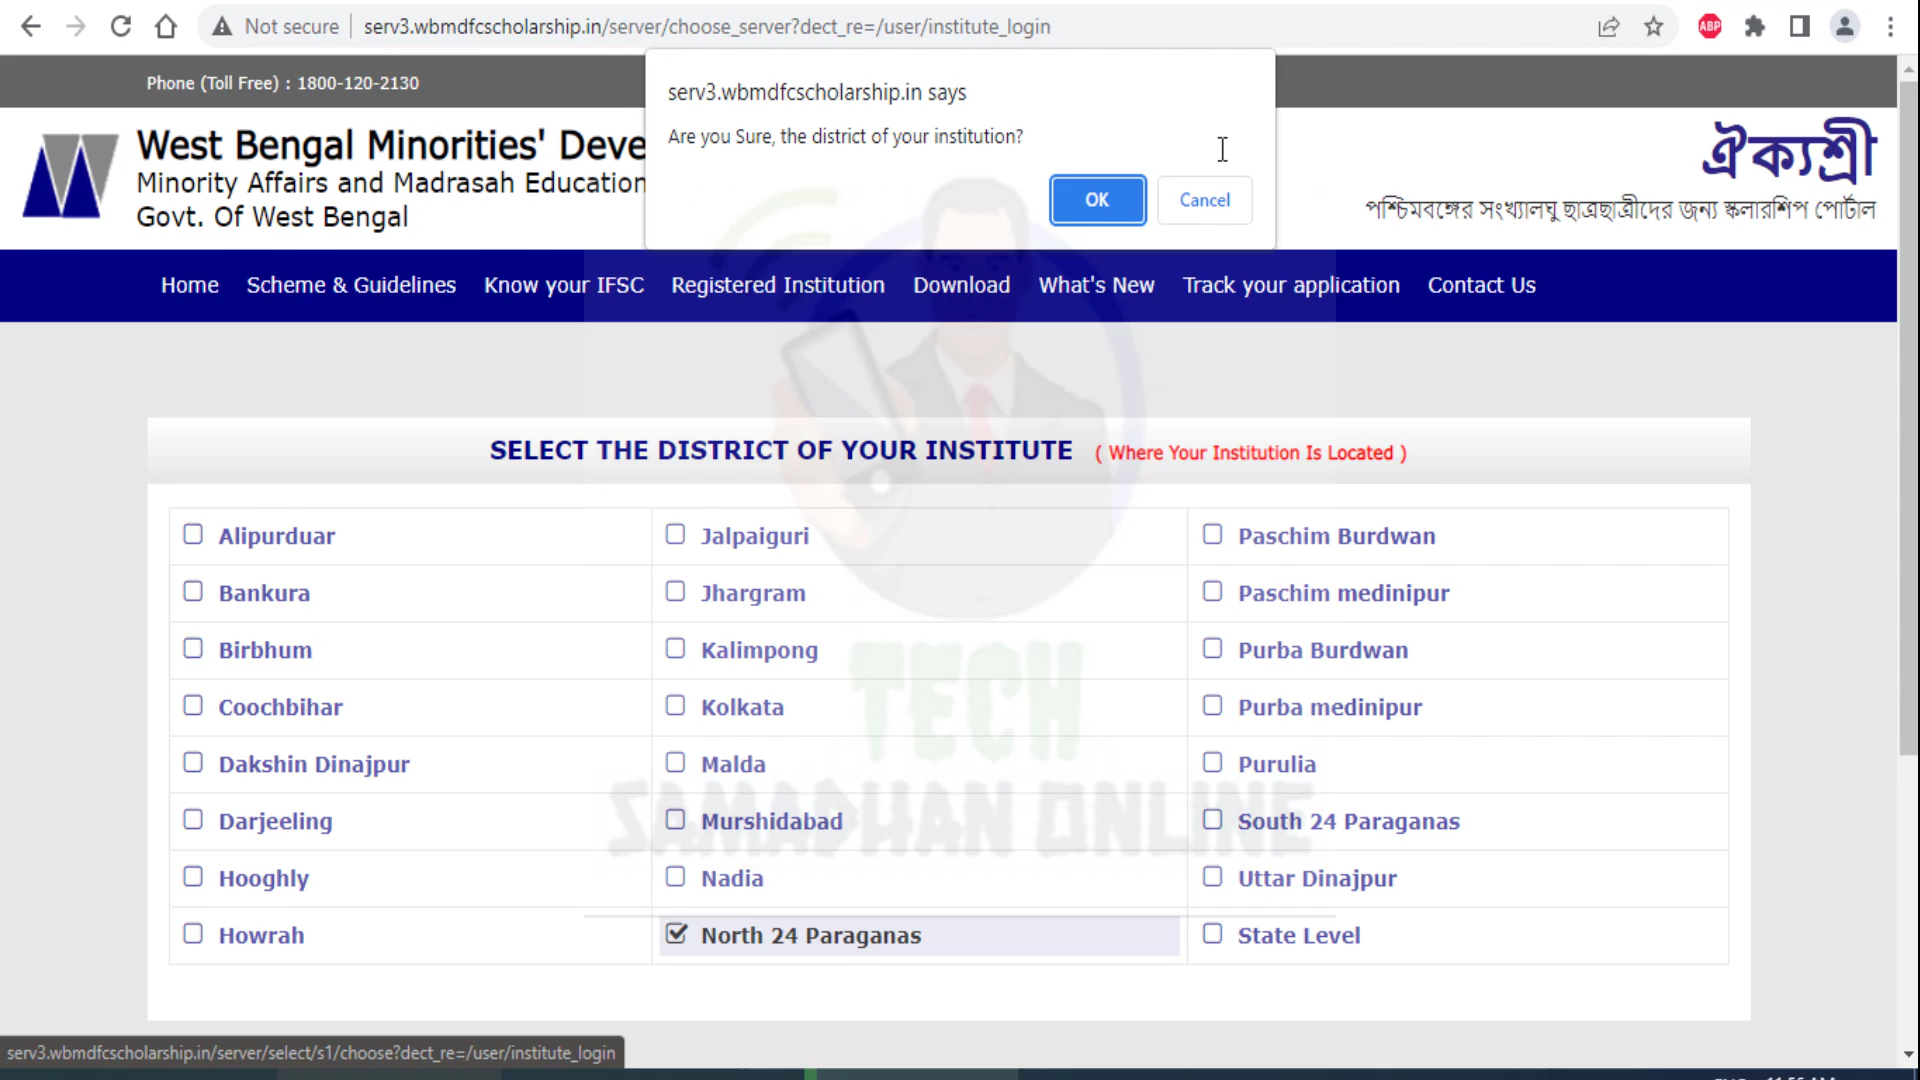 Not secure
serv3.wbmdfcscholarship.in/server/choose_server?dect_re=/user/institute_login
ABP
Phone (Toll Free) : 1800-120-2130
serv3.wbmdfcscholarship.in says
Are you Sure, the district of your institution?
OK
Cancel
West Bengal Minorities' Deve
Minority Affairs and Madrasah Education
Govt. Of West Bengal
ঐক্যশ্রী
পশ্চিমবঙ্গের সংখ্যালঘু ছাত্রছাত্রীদের জন্য স্কলারশিপ পোর্টাল
Home Scheme & Guidelines Know your IFSC Registered Institution Download What's New Track your application Contact Us
SELECT THE DISTRICT OF YOUR INSTITUTE ( Where Your Institution Is Located )
Alipurduar Jalpaiguri Paschim Burdwan
Bankura Jhargram Paschim medinipur
Birbhum Kalimpong Purba Burdwan
Coochbihar Kolkata Purba medinipur
Dakshin Dinajpur Malda Purulia
Darjeeling Murshidabad South 24 Paraganas
Hooghly Nadia Uttar Dinajpur
Howrah North 24 Paraganas State Level
TECH
SAMADHAN ONLINE
serv3.wbmdfcscholarship.in/server/select/s1/choose?dect_re=/user/institute_login